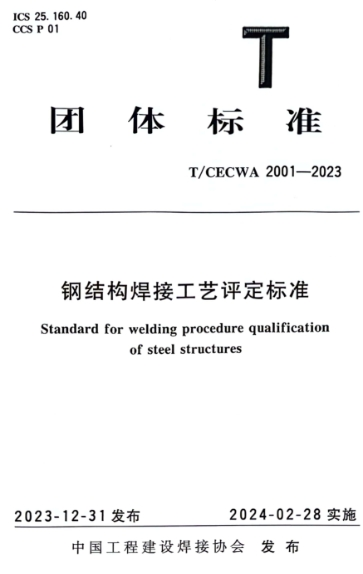 ICS 25.160.40
CCS P 01
T
团体标准
T/CECWA 2001—2023
钢结构焊接工艺评定标准
Standard for welding procedure qualification
of steel structures
2023-12-31 发布
2024-02-28 实施
中国工程建设焊接协会 发布